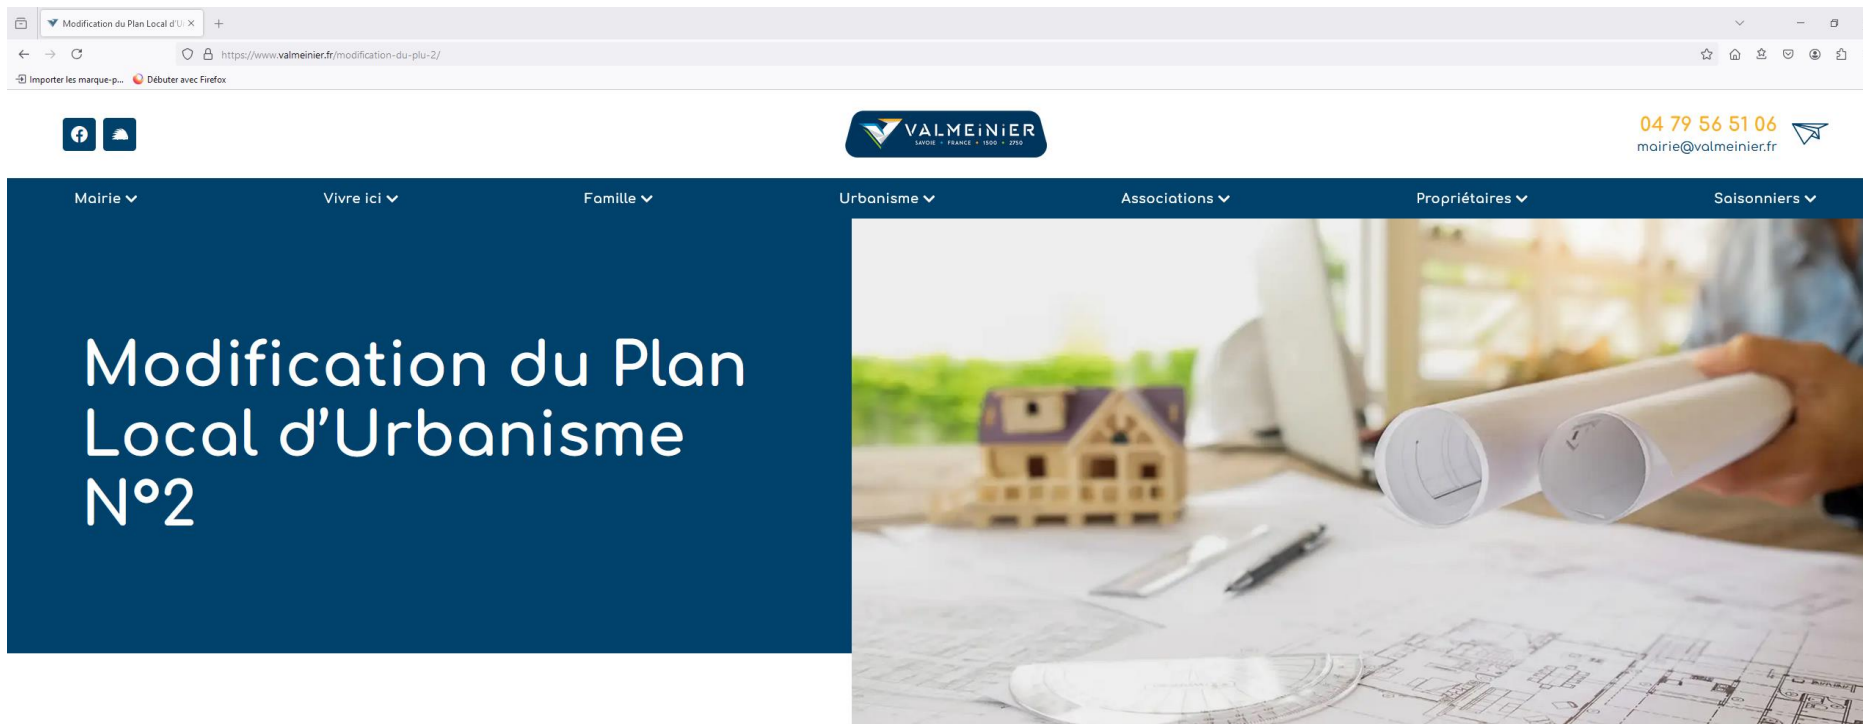 Modification du Plan Local d'U
https://www.valmeinier.fr/modification-du-plu-2/
Importer les marque-p... Débuter avec Firefox
VALMEINIER
SAVOIE • FRANCE • 1500 • 2750
04 79 56 51 06
mairie@valmeinier.fr
Mairie Vivre ici Famille Urbanisme Associations Propriétaires Saisonniers
Modification du Plan
Local d’Urbanisme
N°2